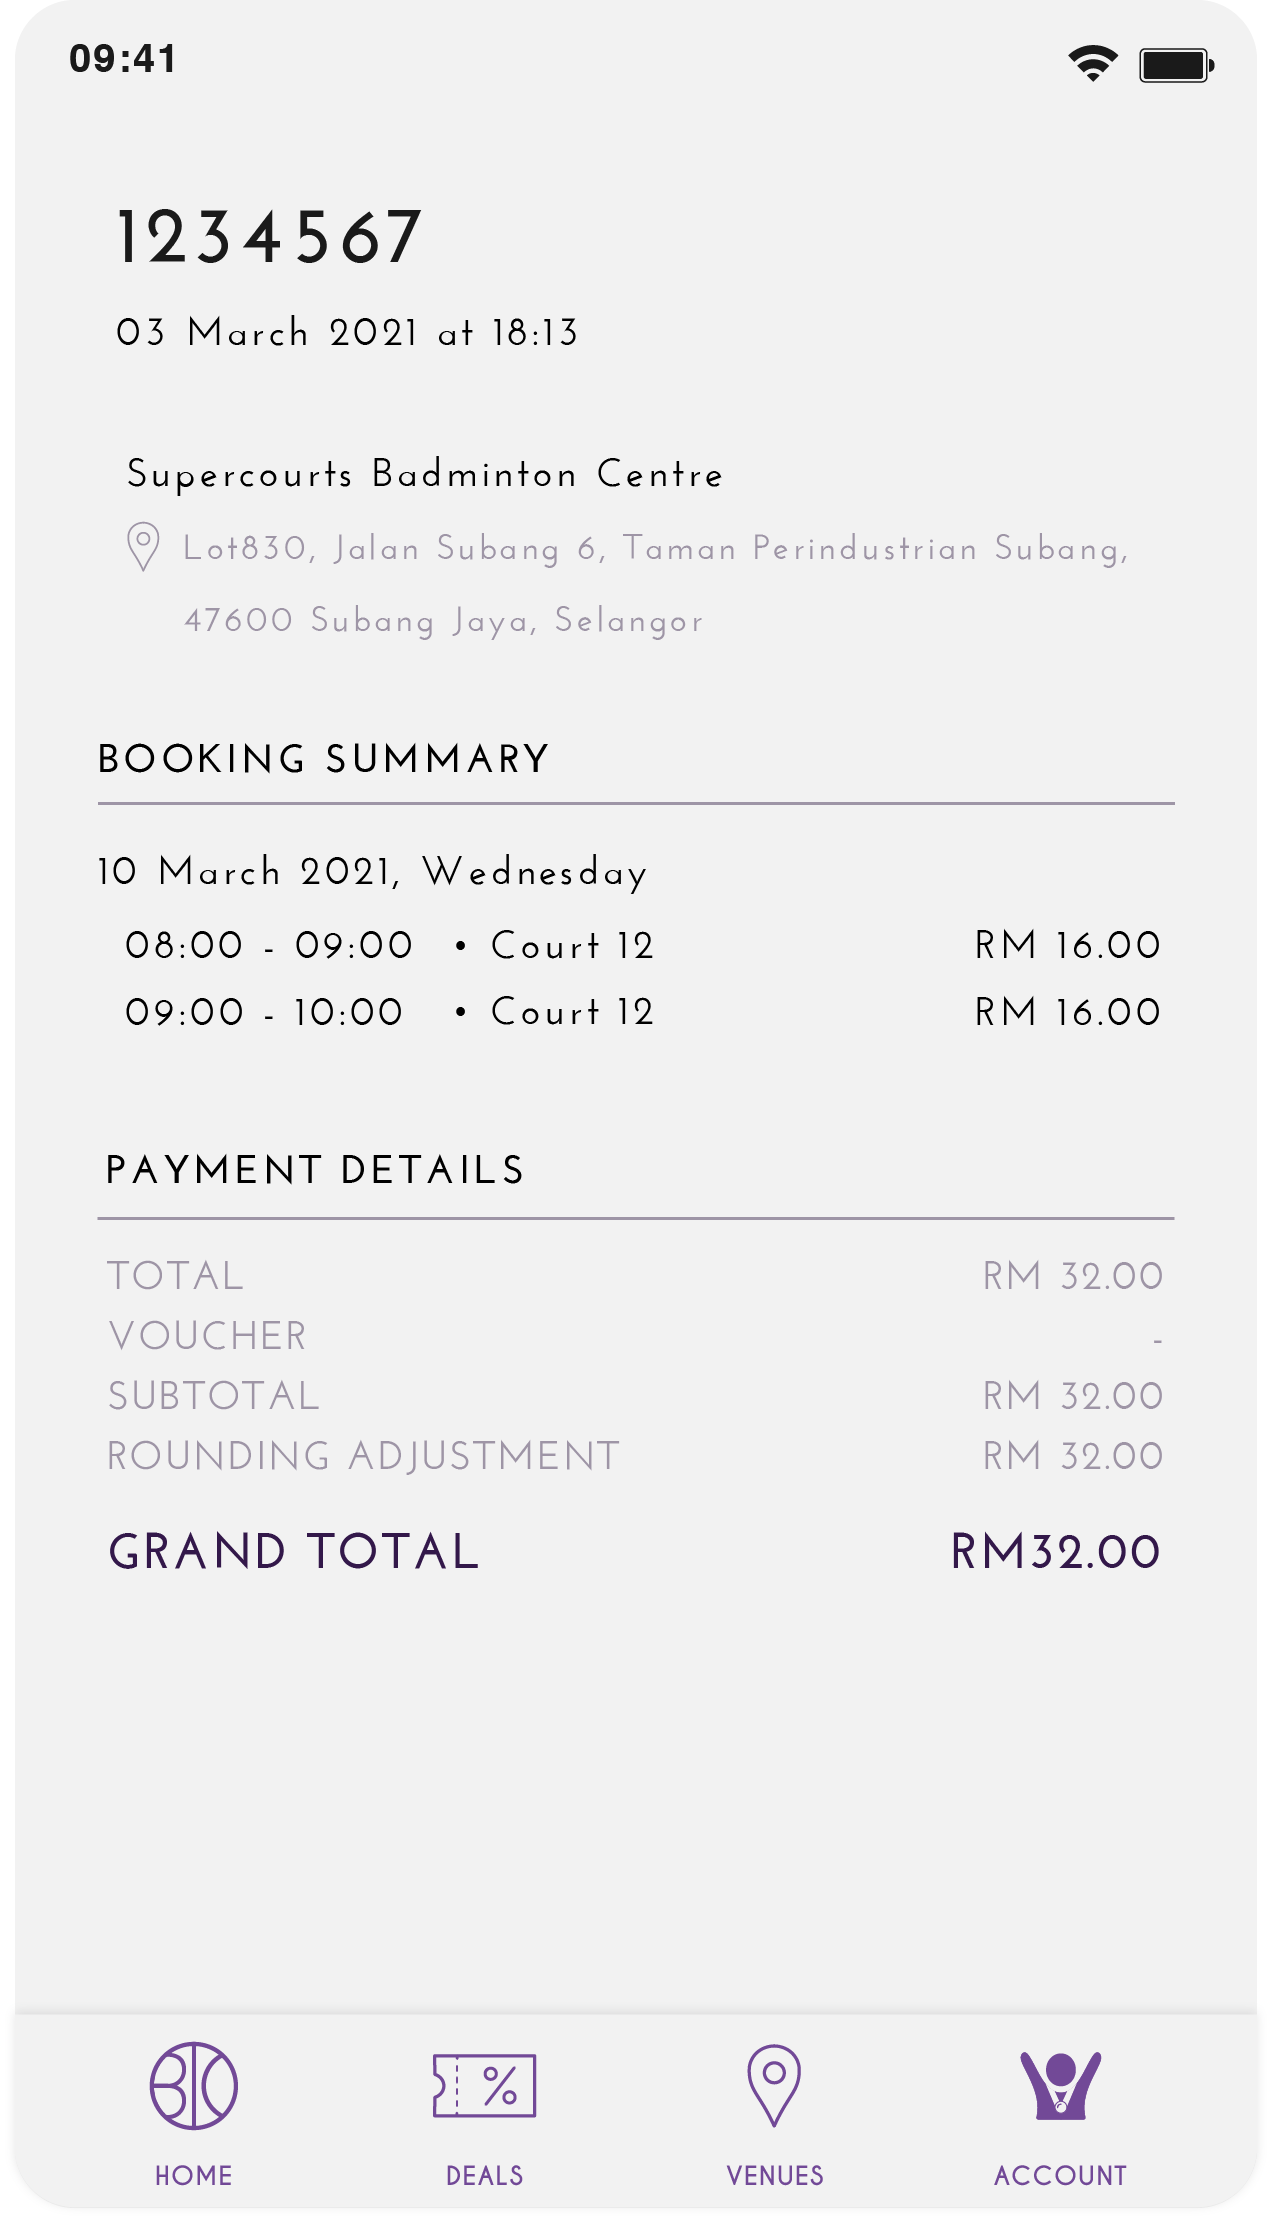 09:41
1234567
03 March 2021 at 18:13
Supercourts Badminton Centre
Lot830, Jalan Subang 6, Taman Perindustrian Subang,
47600 Subang Jaya, Selangor
BOOKING SUMMARY
10 March 2021, Wednesday
08:00 - 09:00 • Court 12 RM 16.00
09:00 - 10:00 • Court 12 RM 16.00
PAYMENT DETAILS
TOTAL RM 32.00
VOUCHER -
SUBTOTAL RM 32.00
ROUNDING ADJUSTMENT RM 32.00
GRAND TOTAL RM32.00
HOME DEALS VENUES ACCOUNT